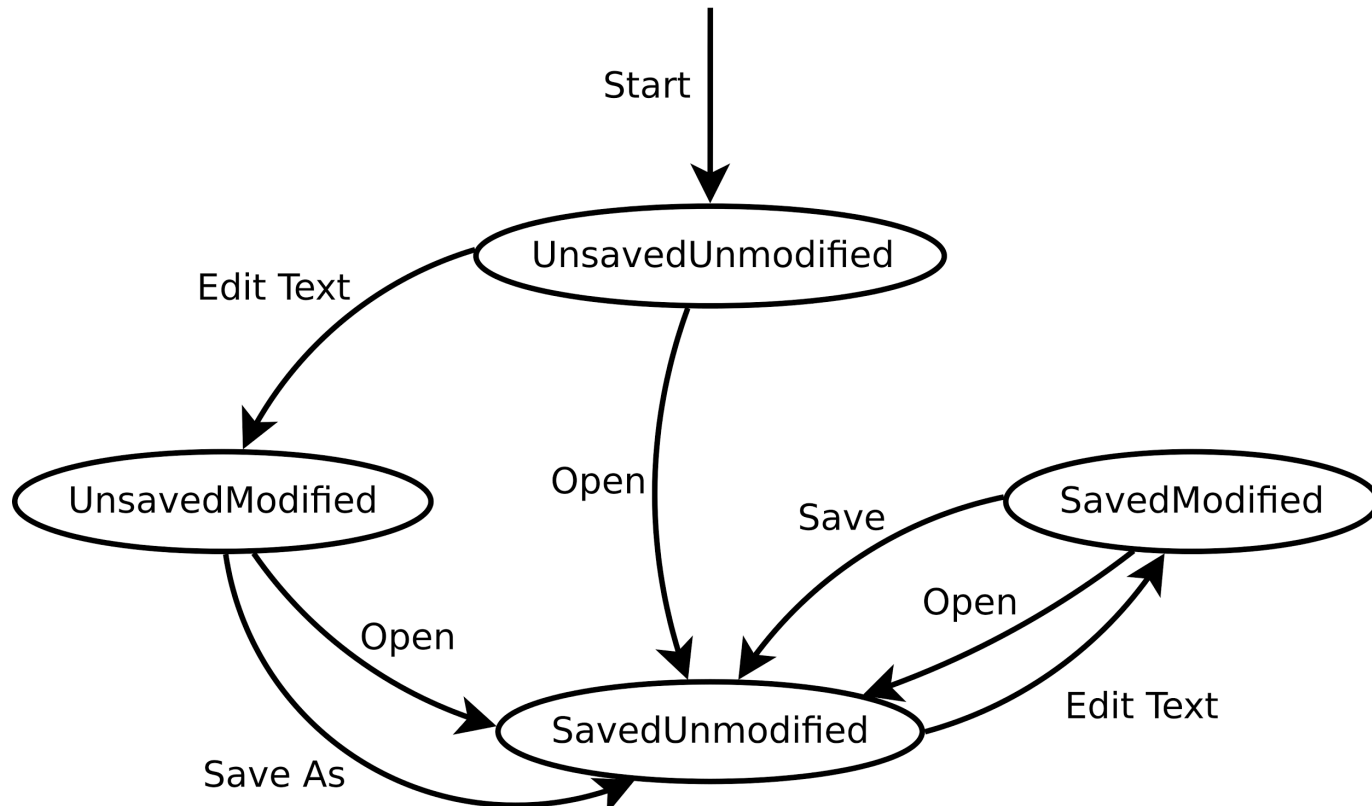 Start
UnsavedUnmodified
Edit Text
Open
UnsavedModified
SavedModified
Save
Open
Open
Edit Text
SavedUnmodified
Save As